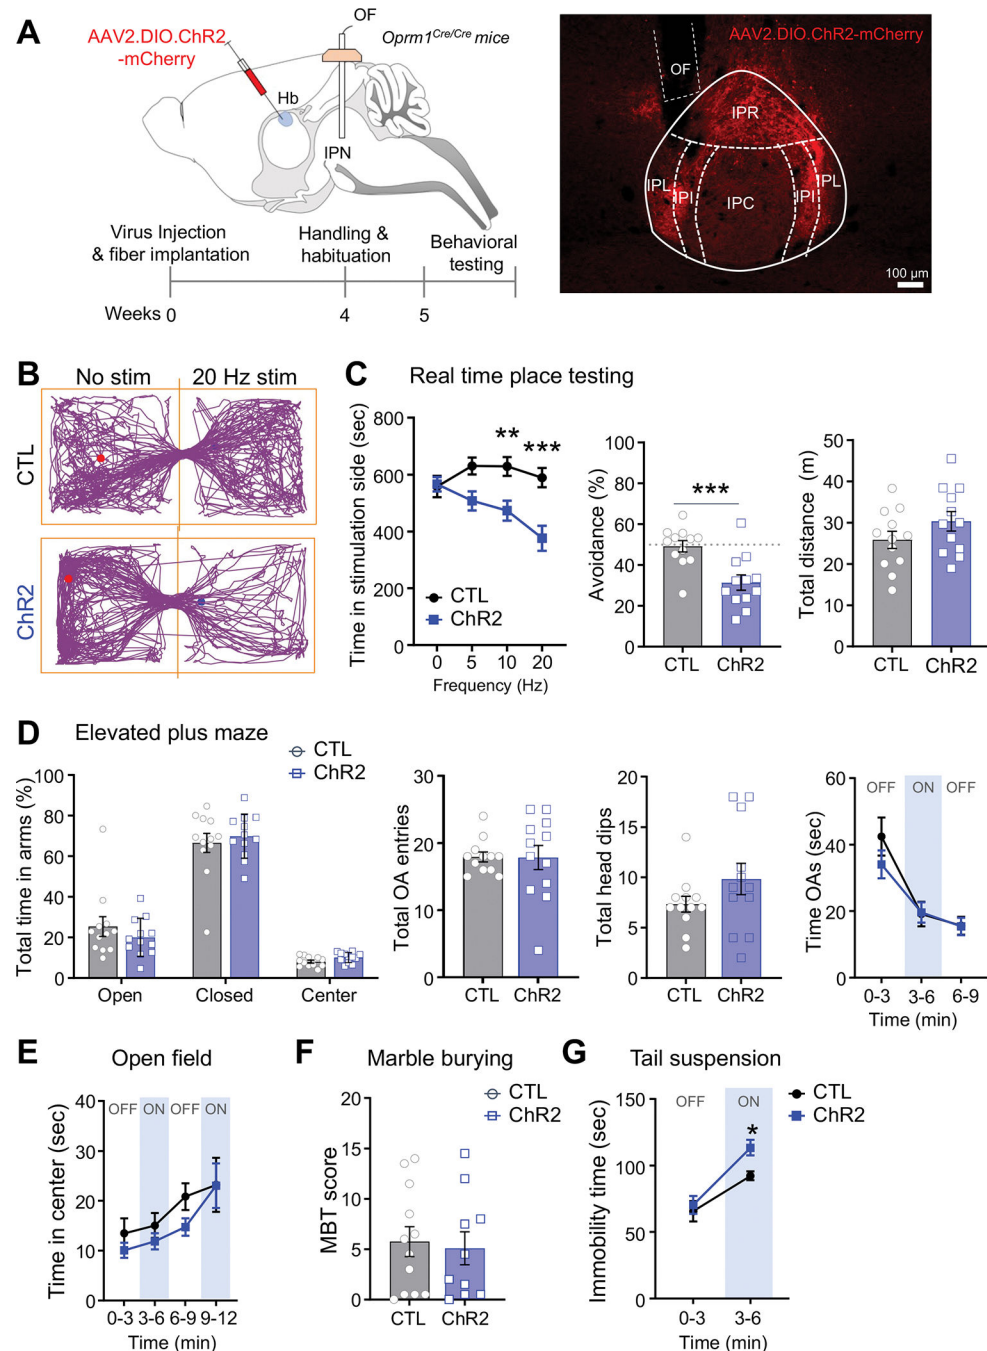 A
AAV2.DIO.ChR2
-mCherry
OF
Oprm1Cre/Cre mice
Hb
IPN
Virus Injection
& fiber implantation
Handling &
habituation
Behavioral
testing
Weeks 0
4
5
AAV2.DIO.ChR2-mCherry
OF
IPR
IPL
IPI
IPC
IPI
IPL
100 µm
B
No stim
20 Hz stim
CTL
ChR2
C
Real time place testing
Time in stimulation side (sec)
800
600
400
200
0
**
***
CTL
ChR2
0
5
10
20
Frequency (Hz)
Avoidance (%)
100
80
60
40
20
0
***
CTL
ChR2
Total distance (m)
50
40
30
20
10
0
CTL
ChR2
D
Elevated plus maze
CTL
ChR2
Total time in arms (%)
100
80
60
40
20
0
Open
Closed
Center
Total OA entries
30
20
10
0
CTL
ChR2
Total head dips
20
15
10
5
0
CTL
ChR2
Time OAs (sec)
60
40
20
0
OFF
ON
OFF
0-3
3-6
6-9
Time (min)
E
Open field
Time in center (sec)
40
30
20
10
0
OFF
ON
OFF
ON
0-3
3-6
6-9
9-12
Time (min)
F
Marble burying
CTL
ChR2
MBT score
20
15
10
5
0
CTL
ChR2
G
Tail suspension
CTL
ChR2
Immobility time (sec)
150
100
50
0
OFF
ON
*
0-3
3-6
Time (min)